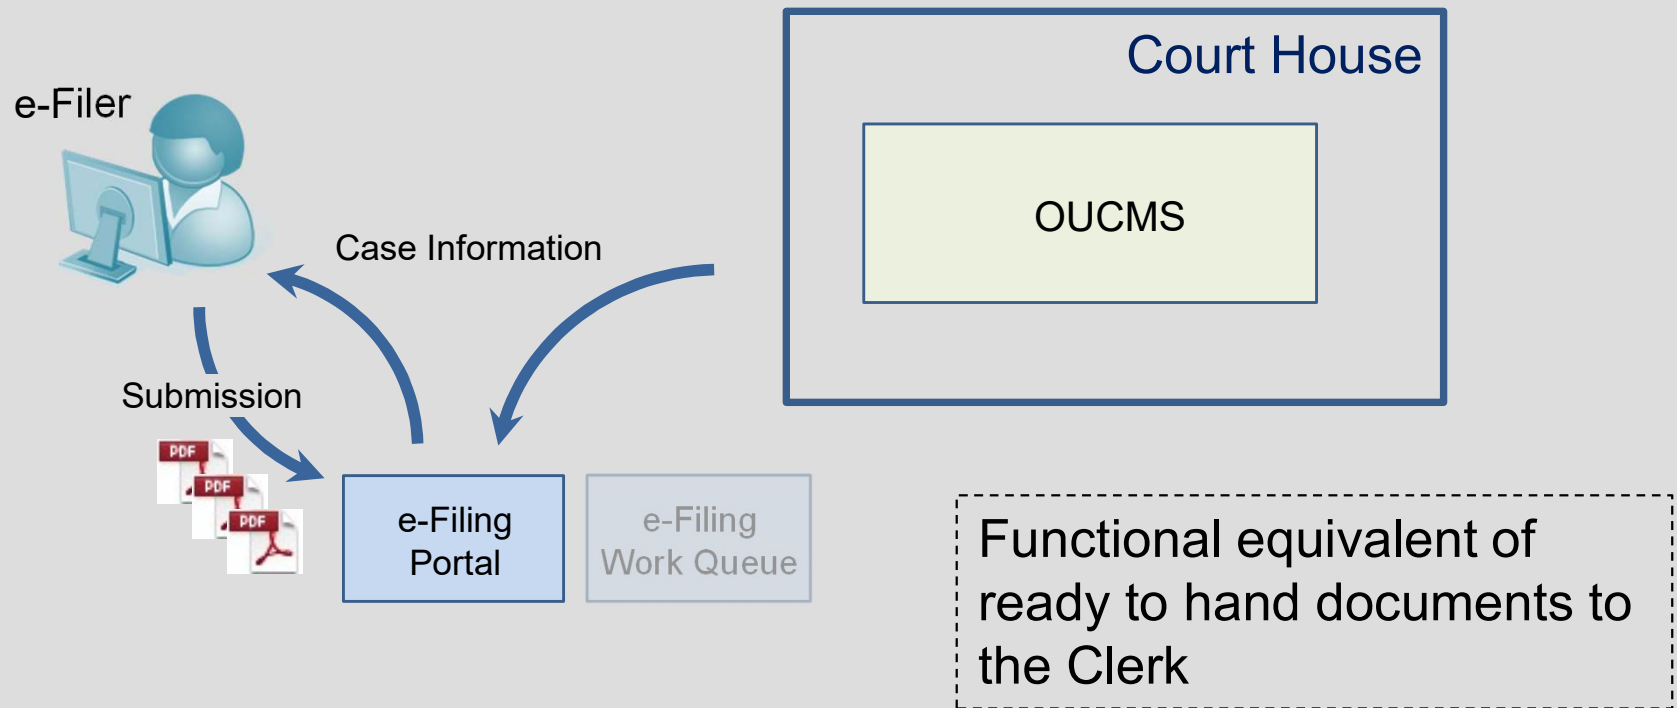 Court House
e-Filer
OUCMS
Case Information
Submission
PDF
PDF
PDF
e-Filing
Portal
e-Filing
Work Queue
Functional equivalent of
ready to hand documents to
the Clerk